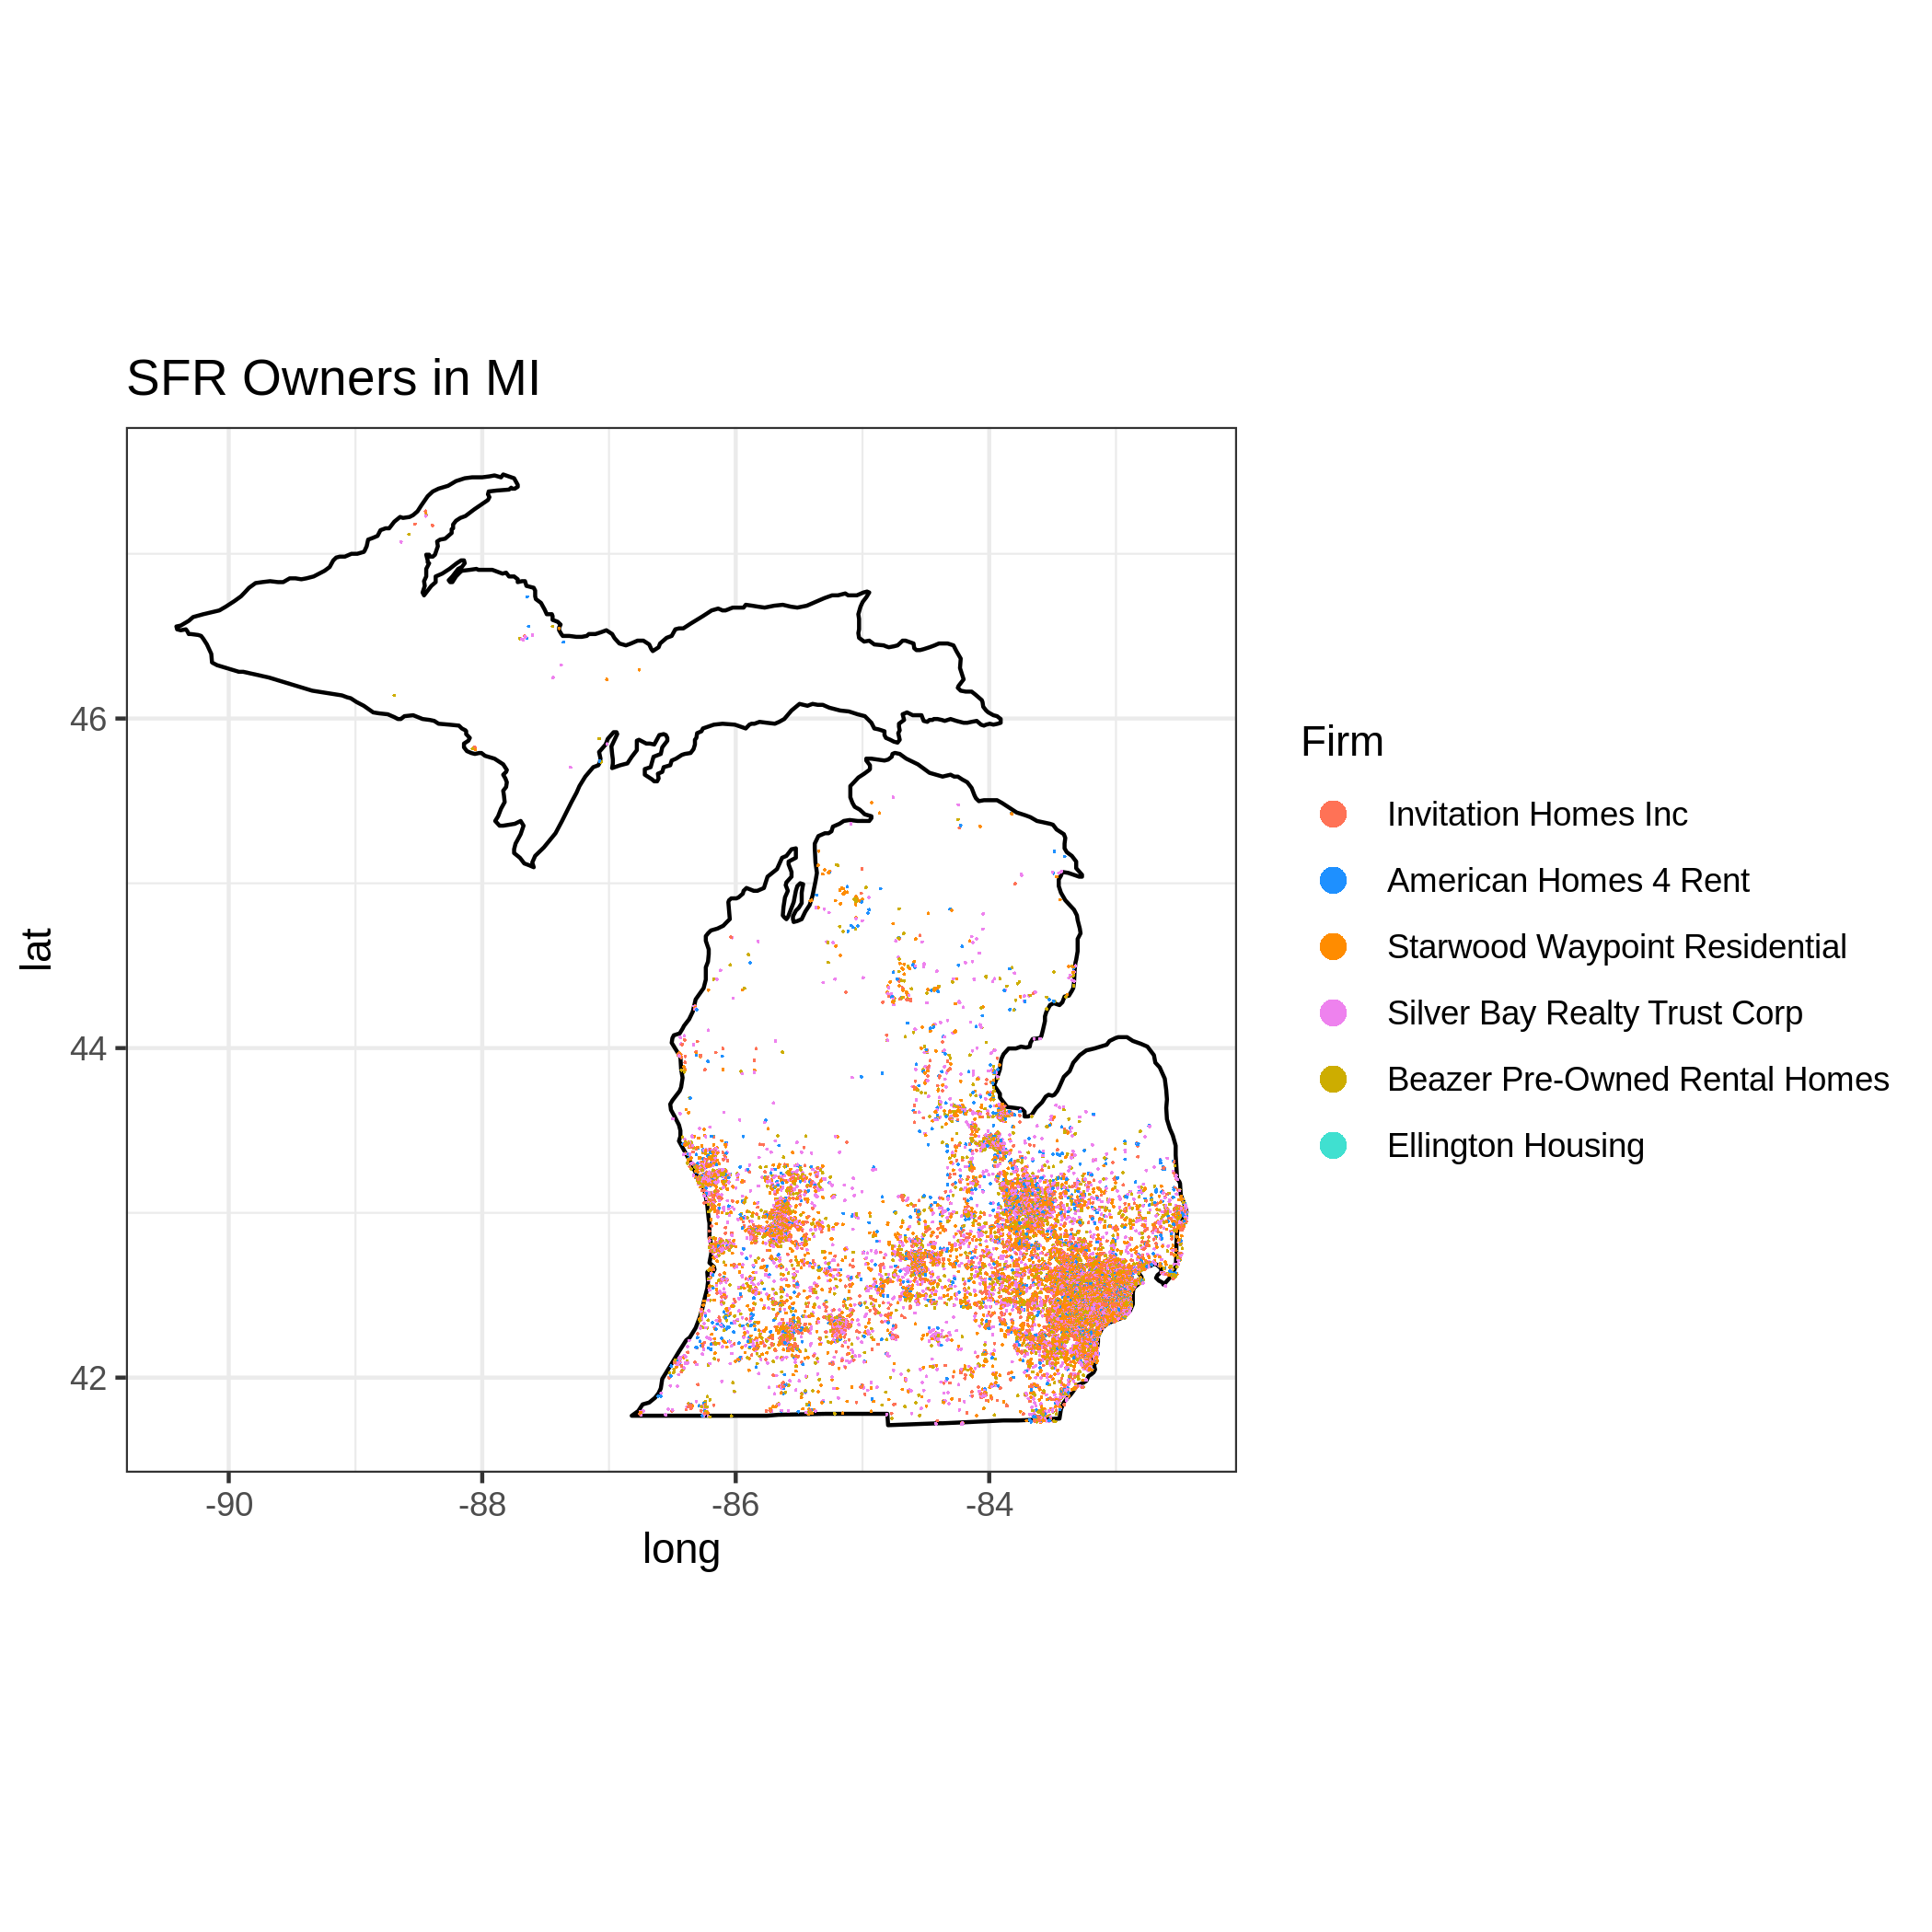 SFR Owners in MI
lat
46
44
42
-90
-88
-86
-84
long
Firm
Invitation Homes Inc
American Homes 4 Rent
Starwood Waypoint Residential
Silver Bay Realty Trust Corp
Beazer Pre-Owned Rental Homes
Ellington Housing